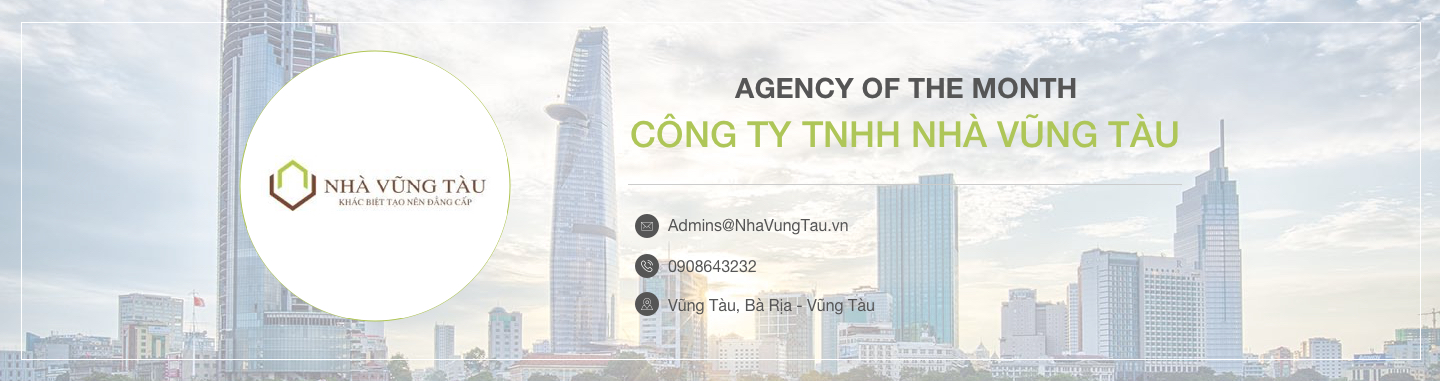 NHÀ VŨNG TÀU
KHÁC BIỆT TẠO NÊN ĐẲNG CẤP
AGENCY OF THE MONTH
CÔNG TY TNHH NHÀ VŨNG TÀU
Admins@NhaVungTau.vn
0908643232
Vũng Tàu, Bà Rịa - Vũng Tàu